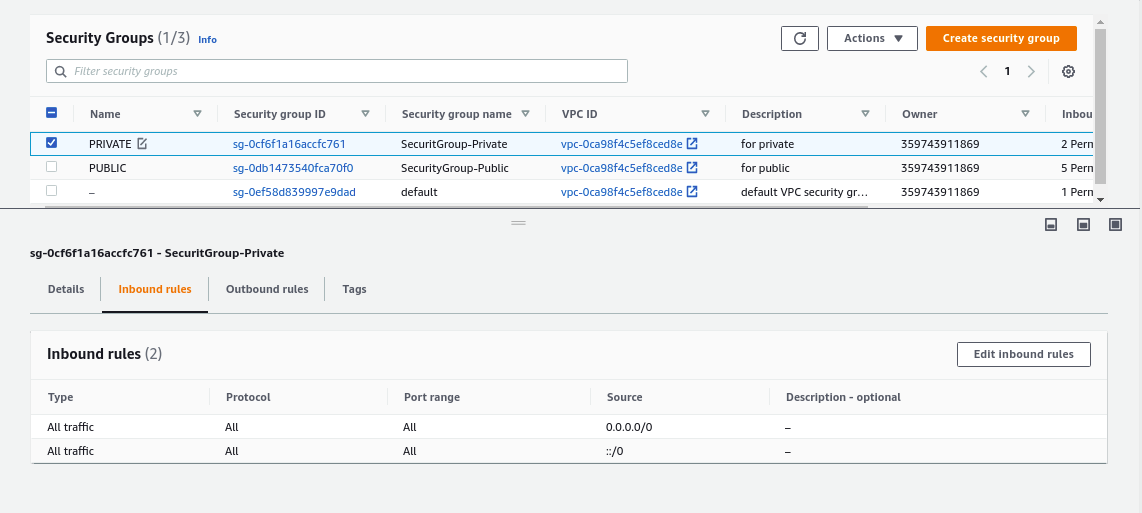 Security Groups (1/3) Info
Actions
Create security group
Filter security groups
1
Name Security group ID Security group name VPC ID Description Owner Inbou
PRIVATE sg-0cf6f1a16accfc761 SecuritGroup-Private vpc-0ca98f4c5ef8ced8e for private 359743911869 2 Perm
PUBLIC sg-0db1473540fca70f0 SecurityGroup-Public vpc-0ca98f4c5ef8ced8e for public 359743911869 5 Perm
– sg-0ef58d839997e9dad default vpc-0ca98f4c5ef8ced8e default VPC security gr... 359743911869 1 Perm
sg-0cf6f1a16accfc761 - SecuritGroup-Private
Details Inbound rules Outbound rules Tags
Inbound rules (2)
Edit inbound rules
Type Protocol Port range Source Description - optional
All traffic All All 0.0.0.0/0 –
All traffic All All ::/0 –